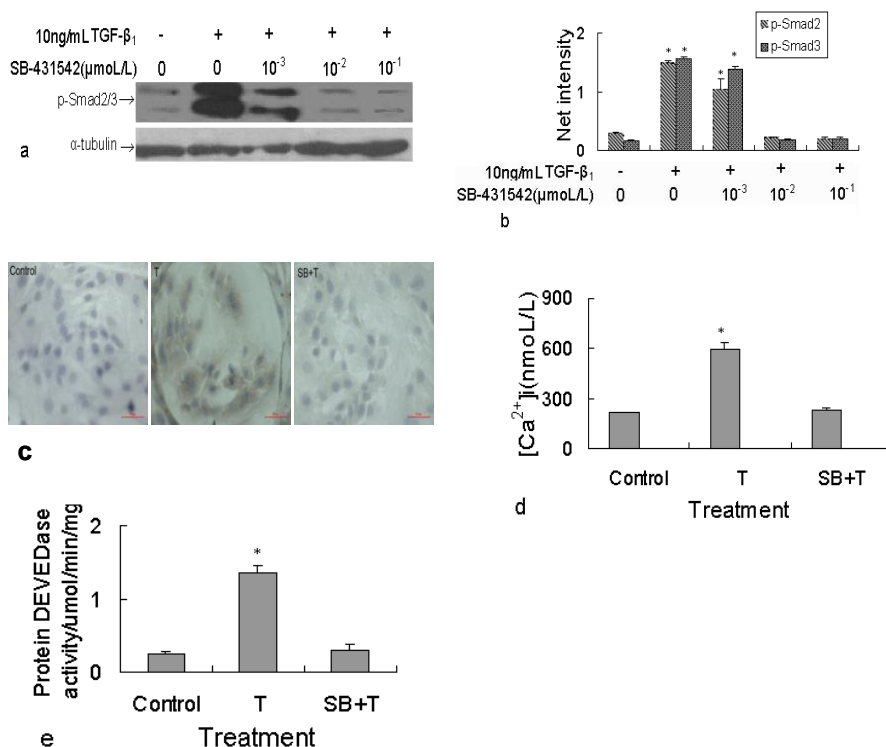 10ng/mL TGF-β₁ - + + + +
SB-431542(μmoL/L) 0 0 10⁻³ 10⁻² 10⁻¹
p-Smad2/3→
α-tubulin→
a
p-Smad2
p-Smad3
Net intensity
2
1
0
* * * *
10ng/mL TGF-β₁ - + + + +
SB-431542(μmoL/L) 0 0 10⁻³ 10⁻² 10⁻¹
b
Control
T
SB+T
c
[Ca²⁺]i(nmoL/L)
900
600
300
0
*
Control T SB+T
Treatment
d
Protein DEVEDase
activity/umol/min/mg
2
1
0
*
Control T SB+T
Treatment
e